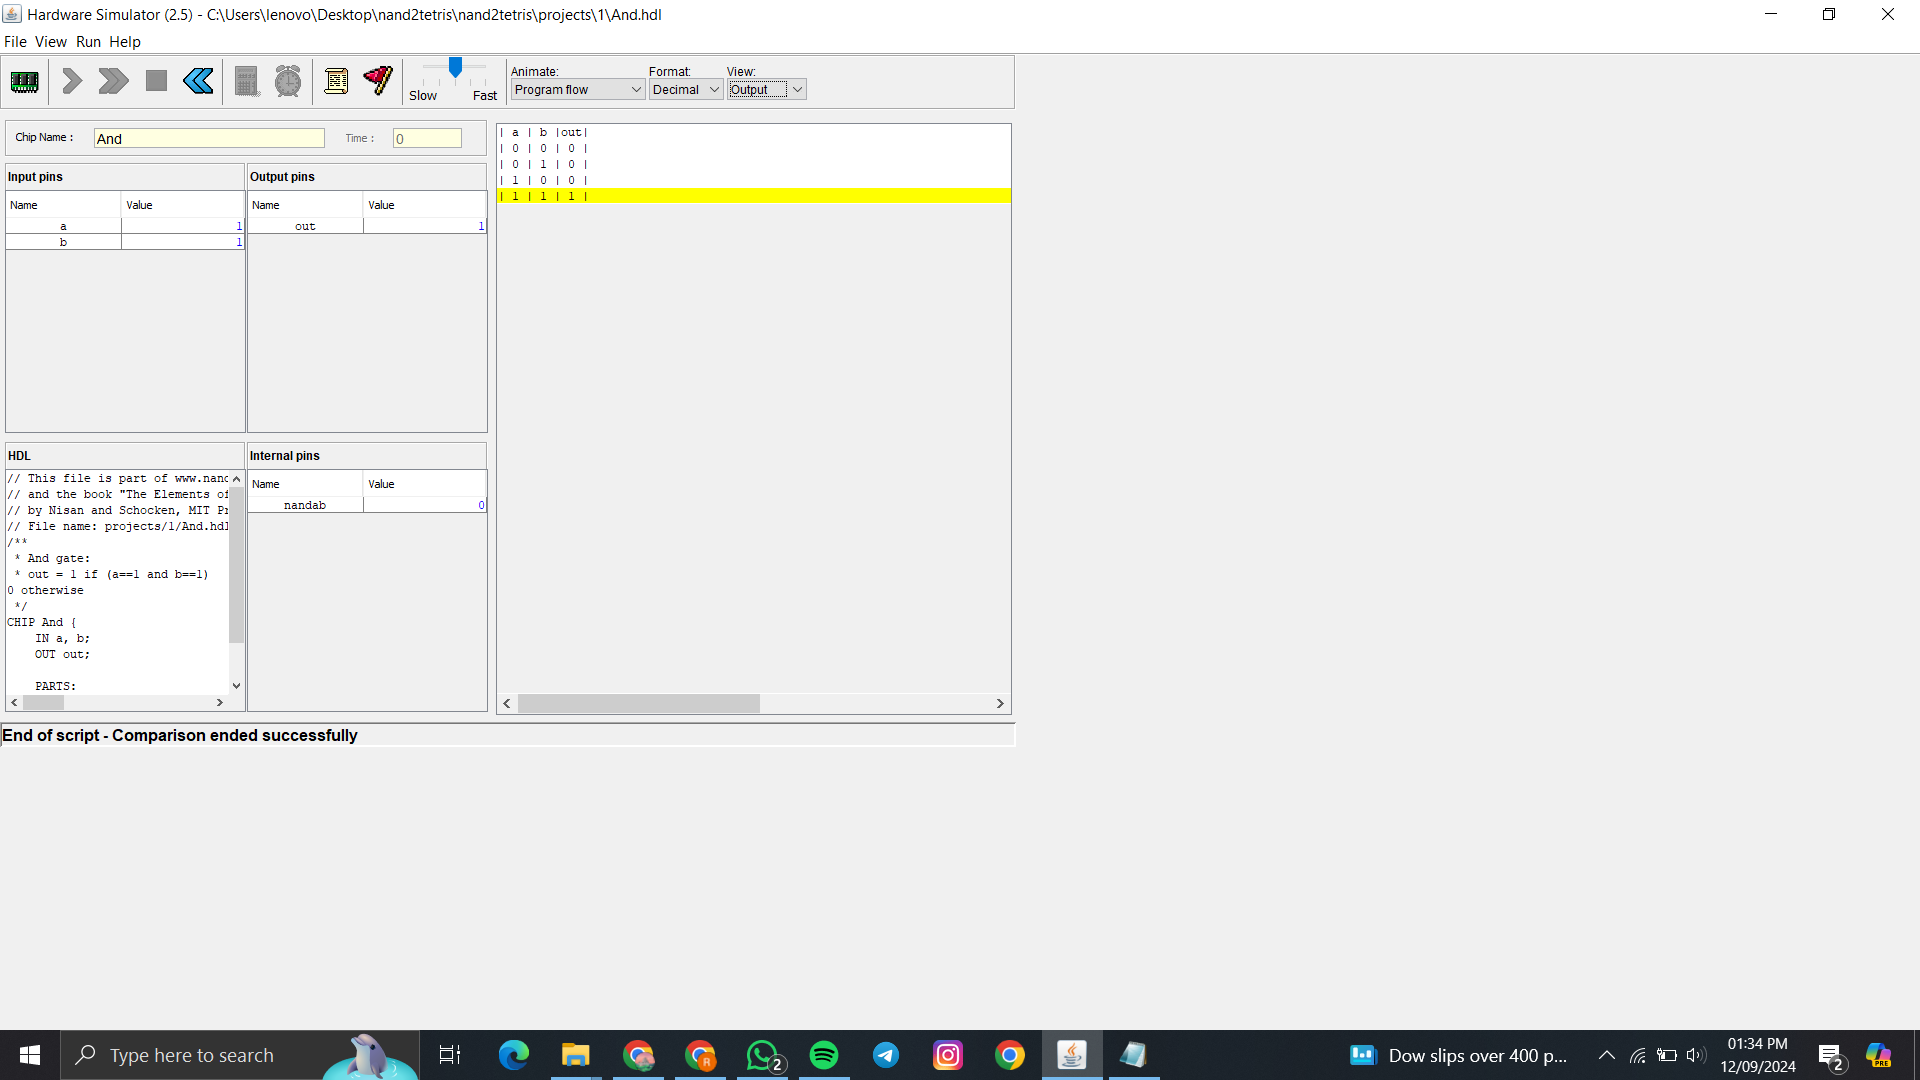 Hardware Simulator (2.5) - C:\Users\lenovo\Desktop\nand2tetris\nand2tetris\projects\1\And.hdl
File View Run Help
Slow Fast
Animate: Format: View:
Program flow Decimal Output
Chip Name : And Time : 0
Input pins
Name Value
a 1
b 1
Output pins
Name Value
out 1
| a | b |out|
| 0 | 0 | 0 |
| 0 | 1 | 0 |
| 1 | 0 | 0 |
| 1 | 1 | 1 |
HDL
// This file is part of www.nand
// and the book "The Elements of
// by Nisan and Schocken, MIT Pr
// File name: projects/1/And.hdl
/**
* And gate:
* out = 1 if (a==1 and b==1)
0 otherwise
*/
CHIP And {
IN a, b;
OUT out;
PARTS:
Internal pins
Name Value
nandab 0
End of script - Comparison ended successfully
Type here to search
R
2
Dow slips over 400 p...
01:34 PM
12/09/2024
2
PRE